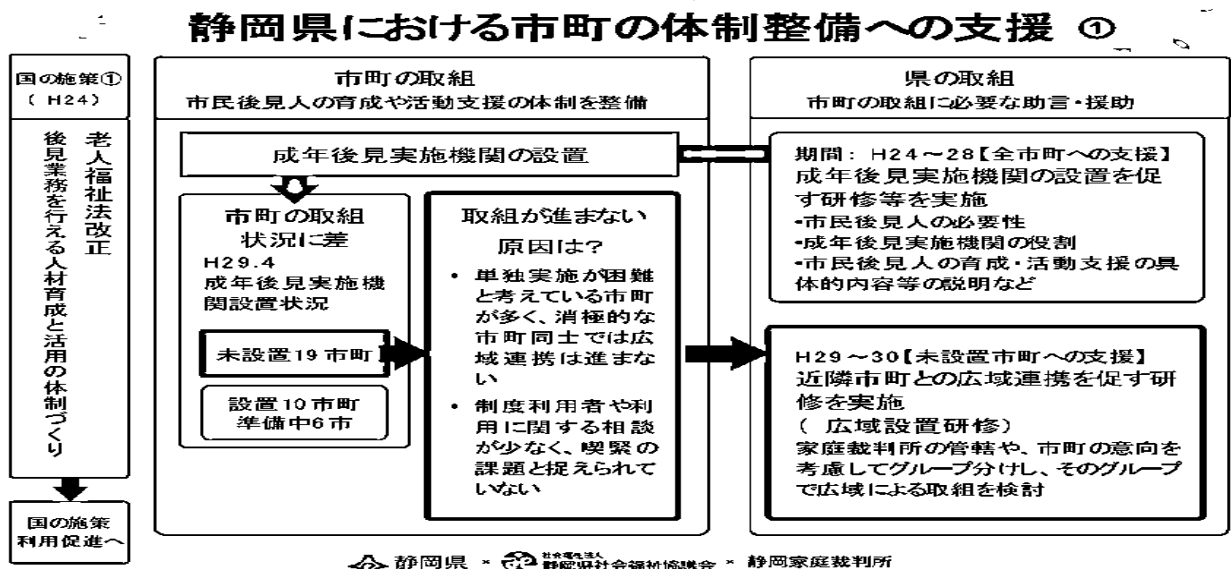 静岡県における市町の体制整備への支援 ①
国の施策①
（H24）
老人福祉法改正
後見業務を行える人材育成と活用の体制づくり
国の施策
利用促進へ
市町の取組
市民後見人の育成や活動支援の体制を整備
成年後見実施機関の設置
市町の取組
状況に差
H29.4
成年後見実施機
関設置状況
未設置19市町
設置10市町
準備中6市
取組が進まない
原因は？
• 単独実施が困難
と考えている市町
が多く、消極的な
市町同士では広
域連携は進まな
い
• 制度利用者や利
用に関する相談
が少なく、喫緊の
課題と捉えられて
いない
県の取組
市町の取組に必要な助言・援助
期間：H24～28【全市町への支援】
成年後見実施機関の設置を促
す研修等を実施
・市民後見人の必要性
・成年後見実施機関の役割
・市民後見人の育成・活動支援の具
体的内容等の説明など
H29～30【未設置市町への支援】
近隣市町との広域連携を促す研
修を実施
（広域設置研修）
家庭裁判所の管轄や、市町の意向を
考慮してグループ分けし、そのグループ
で広域による取組を検討
静岡県 × 社会福祉法人 静岡県社会福祉協議会 × 静岡家庭裁判所